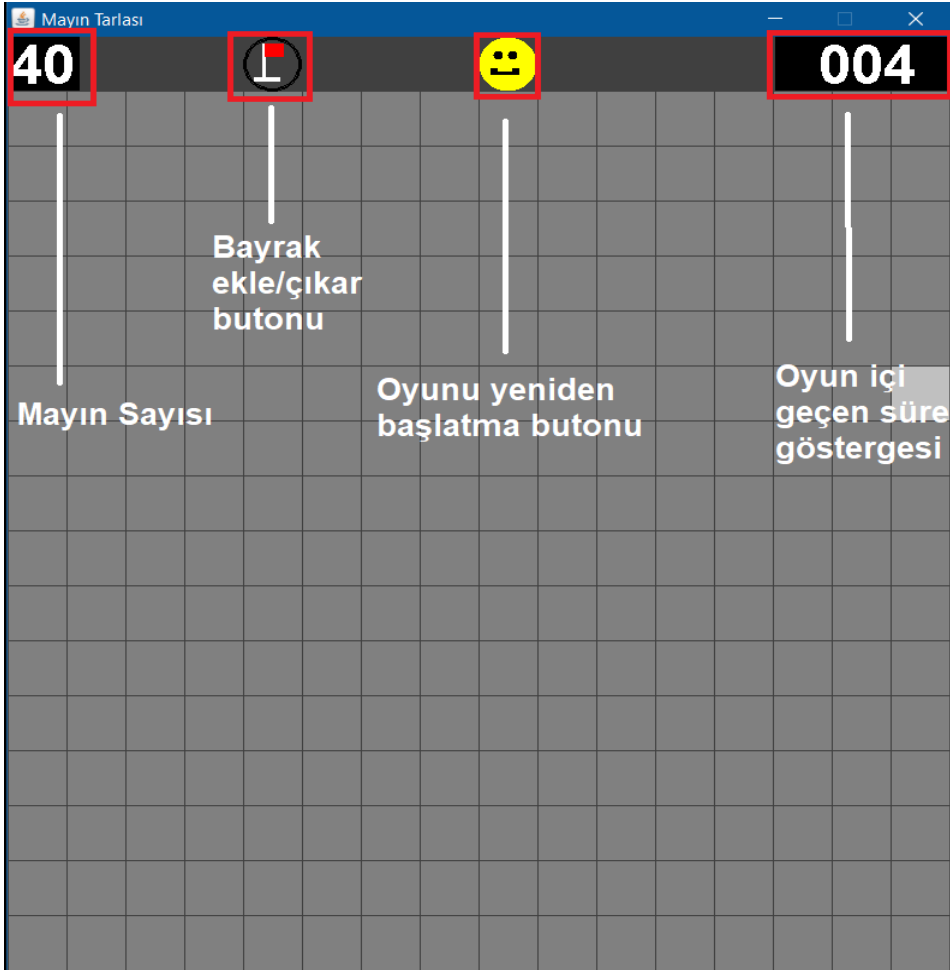 Mayın Tarlası
40
004
Bayrak
ekle/çıkar
butonu
Mayın Sayısı
Oyunu yeniden
başlatma butonu
Oyun içi
geçen süre
göstergesi